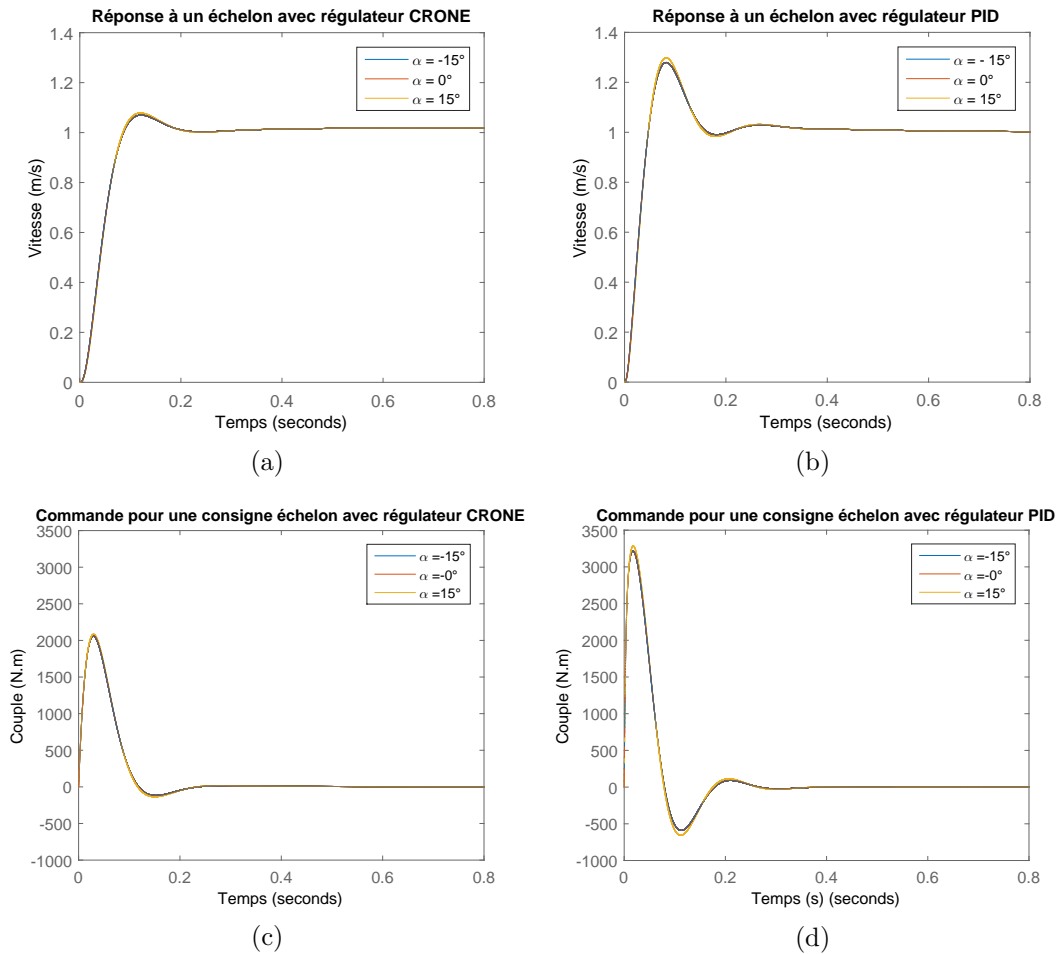 Réponse à un échelon avec régulateur CRONE
1.4
1.2
1
0.8
0.6
0.4
0.2
0
Vitesse (m/s)
α = -15°
α = 0°
α = 15°
0 0.2 0.4 0.6 0.8
Temps (seconds)
(a)
Réponse à un échelon avec régulateur PID
1.4
1.2
1
0.8
0.6
0.4
0.2
0
Vitesse (m/s)
α = - 15°
α = 0°
α = 15°
0 0.2 0.4 0.6 0.8
Temps (seconds)
(b)
Commande pour une consigne échelon avec régulateur CRONE
3500
3000
2500
2000
1500
1000
500
0
-500
-1000
Couple (N.m)
α =-15°
α =-0°
α =15°
0 0.2 0.4 0.6 0.8
Temps (seconds)
(c)
Commande pour une consigne échelon avec régulateur PID
3500
3000
2500
2000
1500
1000
500
0
-500
-1000
Couple (N.m)
α =-15°
α =-0°
α =15°
0 0.2 0.4 0.6 0.8
Temps (s) (seconds)
(d)